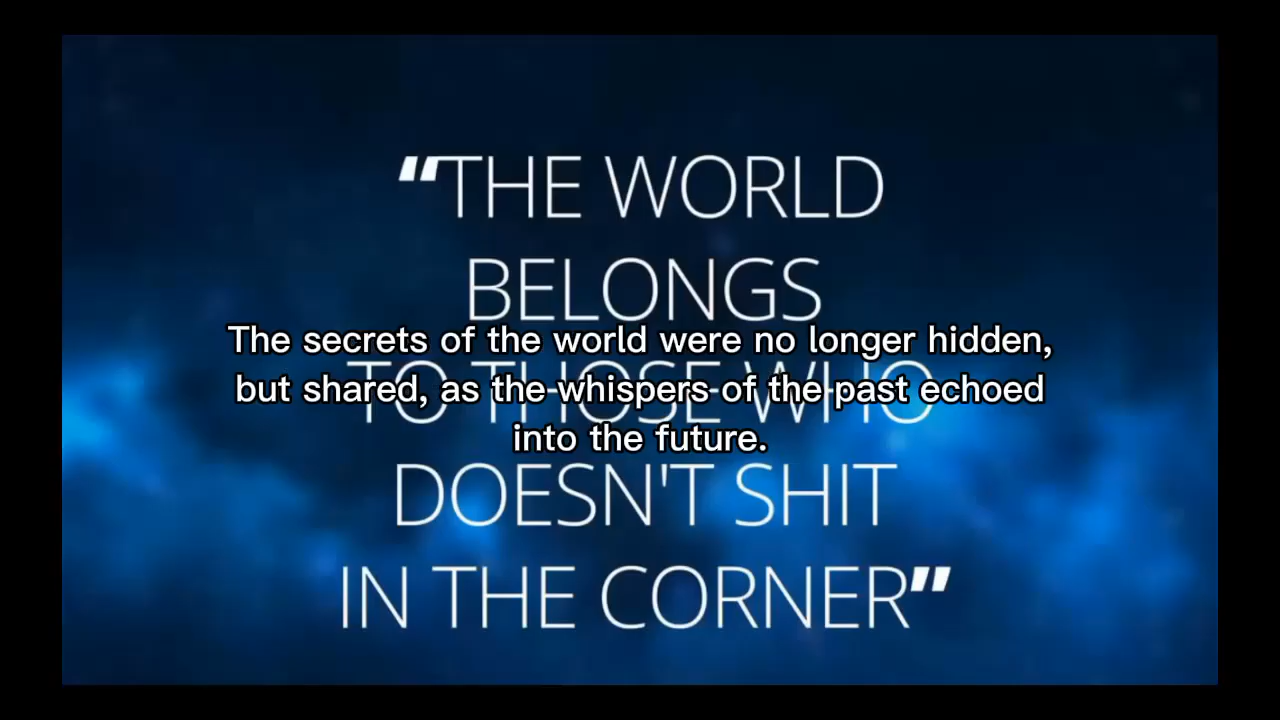 “THE WORLD
BELONGS
TO THOSE WHO
DOESN'T SHIT
IN THE CORNER”
The secrets of the world were no longer hidden,
but shared, as the whispers of the past echoed
into the future.